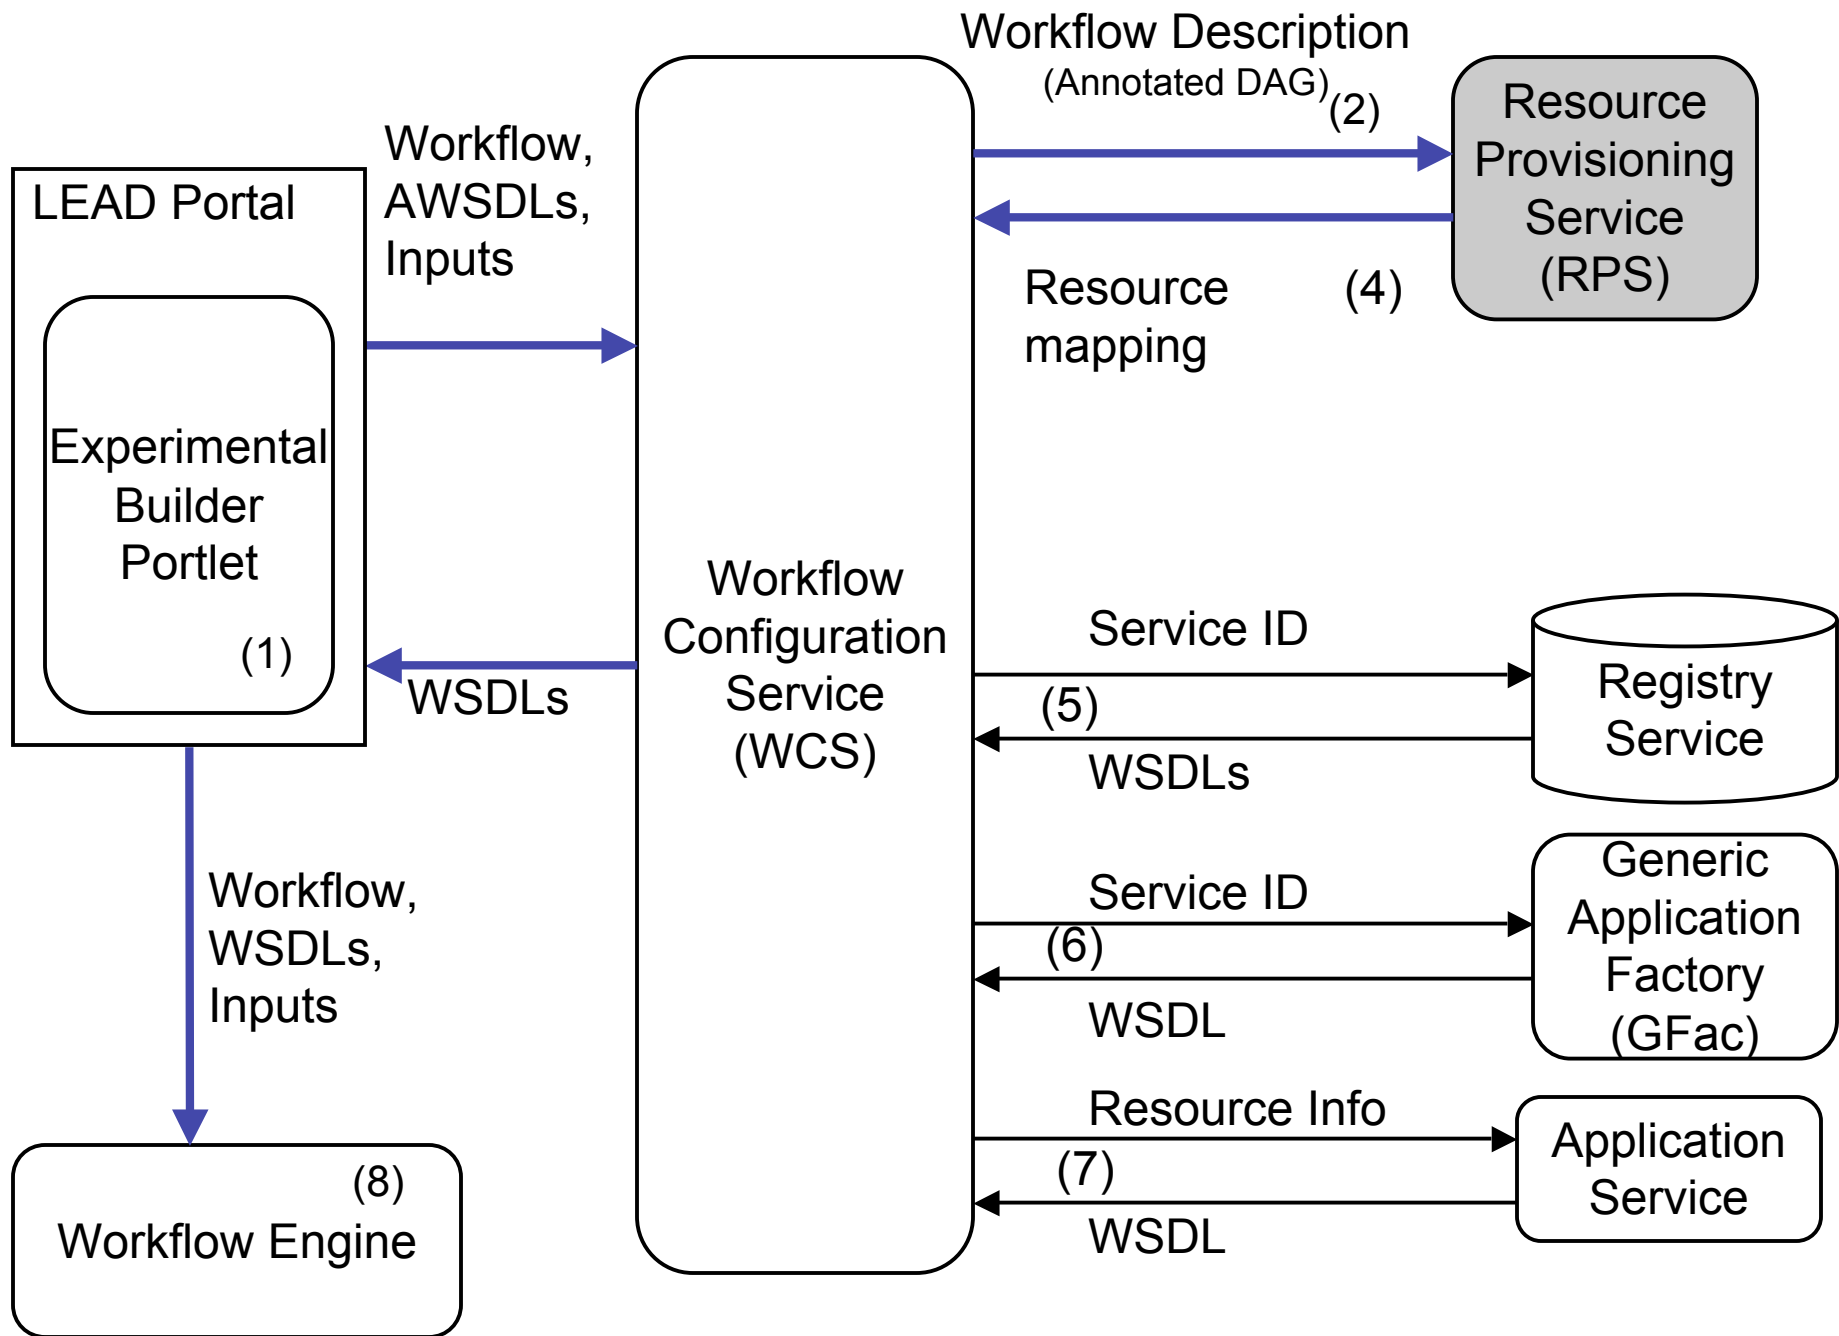 Workflow Description
(Annotated DAG)
(2)
Resource
Provisioning
Service
(RPS)
Workflow,
AWSDLs,
Inputs
LEAD Portal
Resource
mapping
(4)
Experimental
Builder
Portlet
(1)
WSDLs
Workflow
Configuration
Service
(WCS)
Service ID
(5)
WSDLs
Registry
Service
Service ID
(6)
WSDL
Generic
Application
Factory
(GFac)
Workflow,
WSDLs,
Inputs
Resource Info
(7)
WSDL
Application
Service
(8)
Workflow Engine